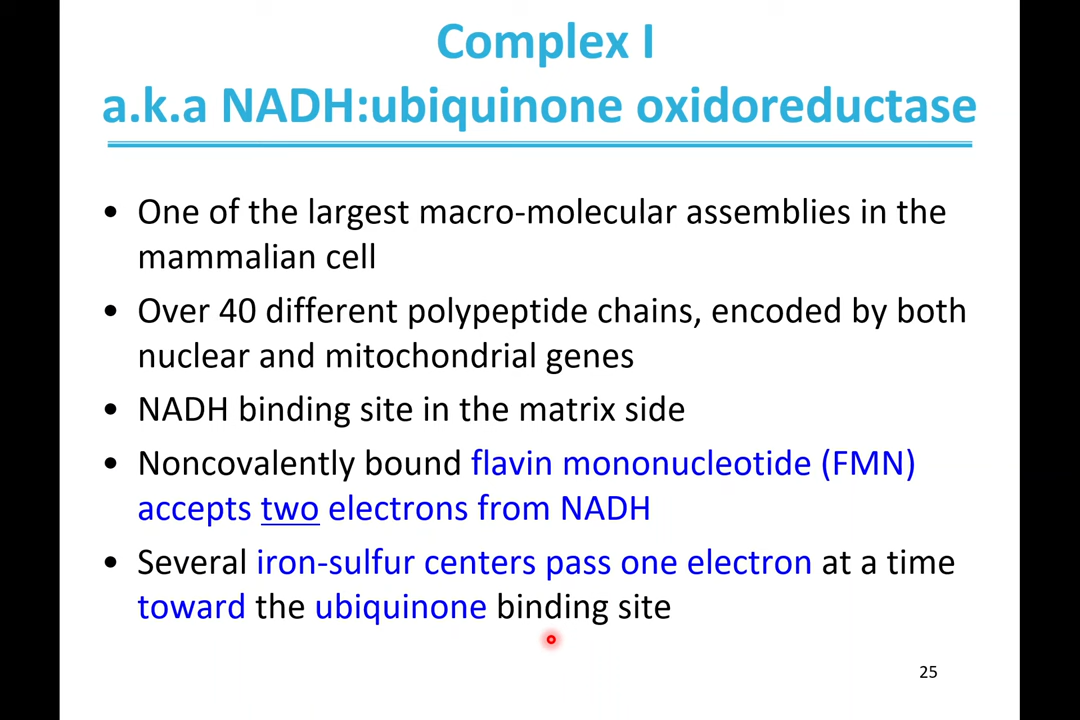 Complex I
a.k.a NADH:ubiquinone oxidoreductase
• One of the largest macro-molecular assemblies in the
mammalian cell
• Over 40 different polypeptide chains, encoded by both
nuclear and mitochondrial genes
• NADH binding site in the matrix side
• Noncovalently bound flavin mononucleotide (FMN)
accepts two electrons from NADH
• Several iron-sulfur centers pass one electron at a time
toward the ubiquinone binding site
25